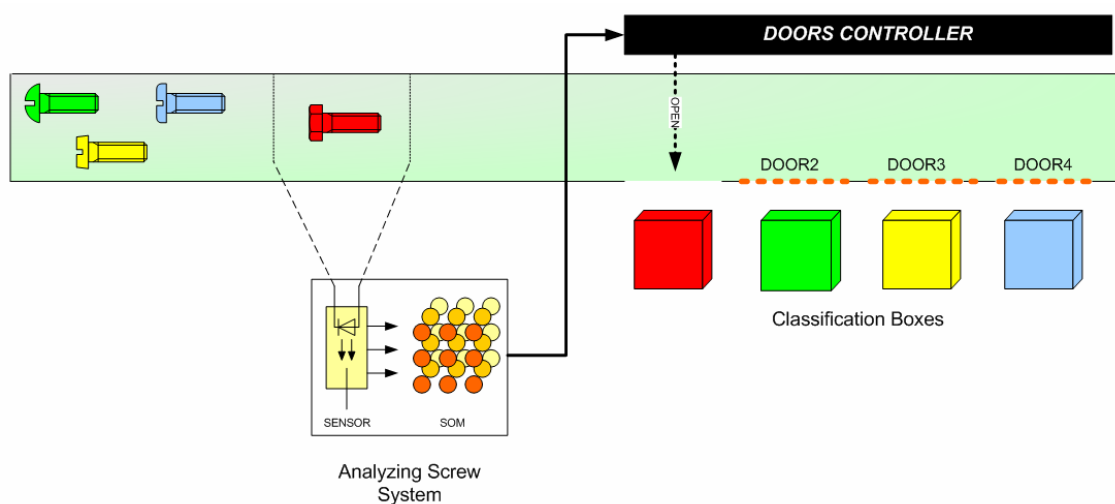 DOORS CONTROLLER
OPEN
DOOR2
DOOR3
DOOR4
Classification Boxes
SENSOR
SOM
Analyzing Screw
System